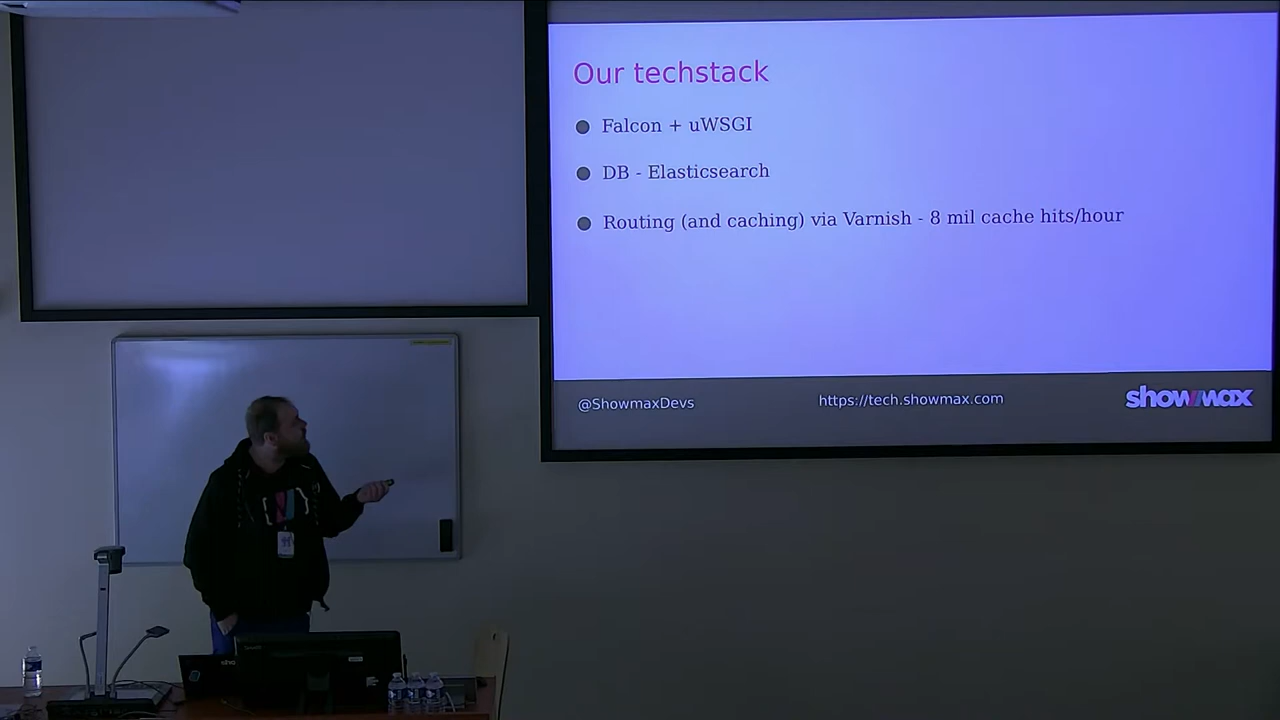 Our techstack
Falcon + uWSGI
DB - Elasticsearch
Routing (and caching) via Varnish - 8 mil cache hits/hour
@ShowmaxDevs
https://tech.showmax.com
showmax